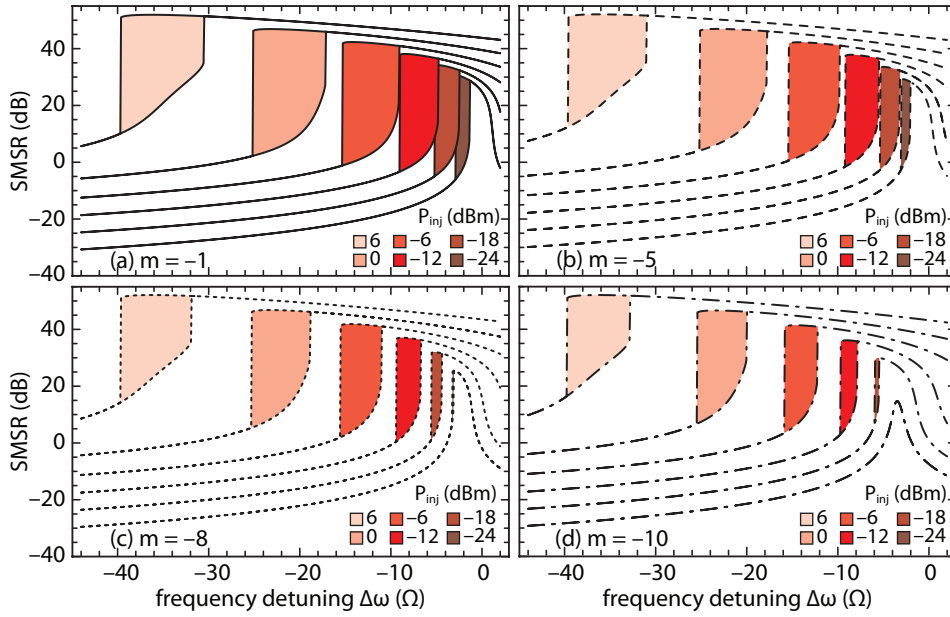 40
20
0
−20
−40
SMSR (dB)
P_inj (dBm)
6 −6 −18
0 −12 −24
(a) m = −1
P_inj (dBm)
6 −6 −18
0 −12 −24
(b) m = −5
40
20
0
−20
−40
SMSR (dB)
P_inj (dBm)
6 −6 −18
0 −12 −24
(c) m = −8
P_inj (dBm)
6 −6 −18
0 −12 −24
(d) m = −10
−40 −30 −20 −10 0
−40 −30 −20 −10 0
frequency detuning Δω (Ω)
frequency detuning Δω (Ω)